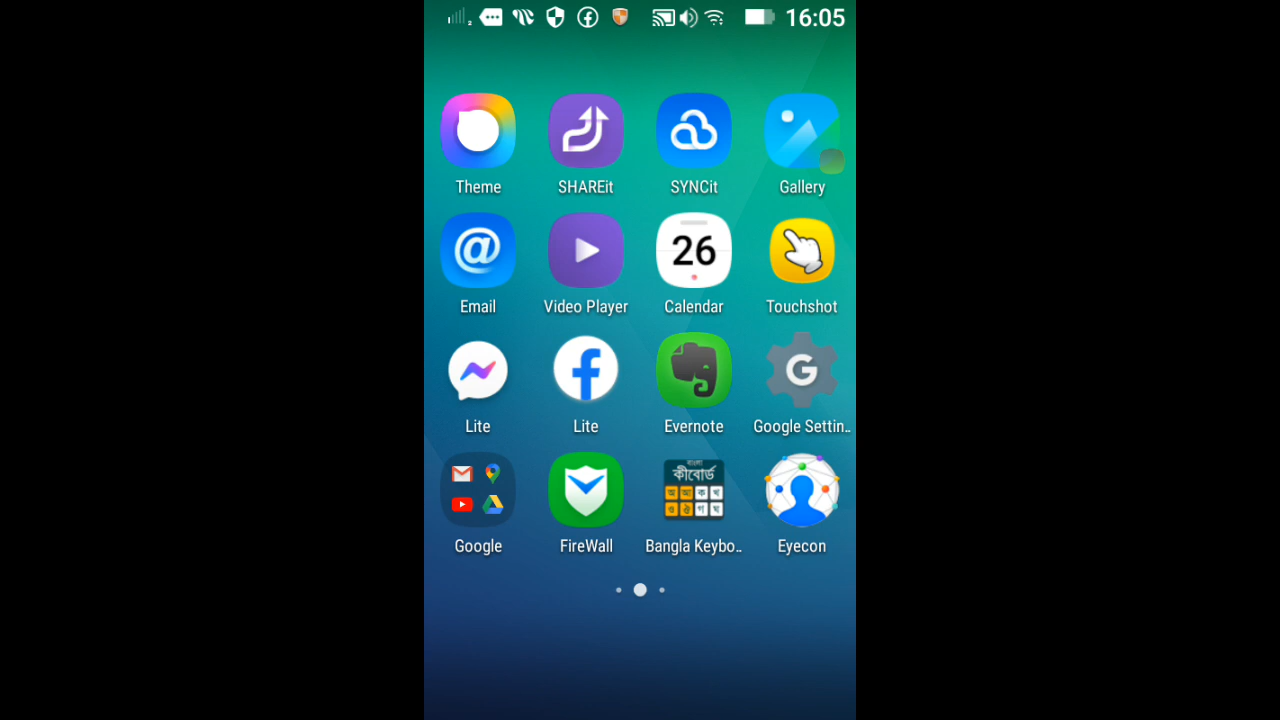 2 16:05
Theme SHAREit SYNCit Gallery
@ 26
Email Video Player Calendar Touchshot
G
Lite Lite Evernote Google Settin..
বাংলা
কীবোর্ড
অ আ ক খ
Google FireWall Bangla Keybo.. Eyecon